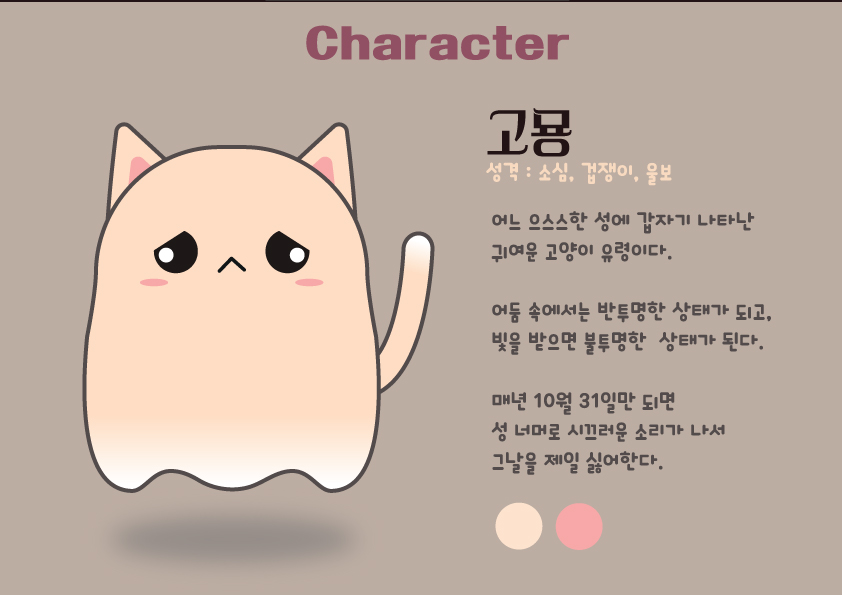 Character
고묭
성격 : 소심, 겁쟁이, 울보
어느 으스스한 성에 갑자기 나타난
귀여운 고양이 유령이다.
어둠 속에서는 반투명한 상태가 되고,
빛을 받으면 불투명한 상태가 된다.
매년 10월 31일만 되면
성 너머로 시끄러운 소리가 나서
그날을 제일 싫어한다.